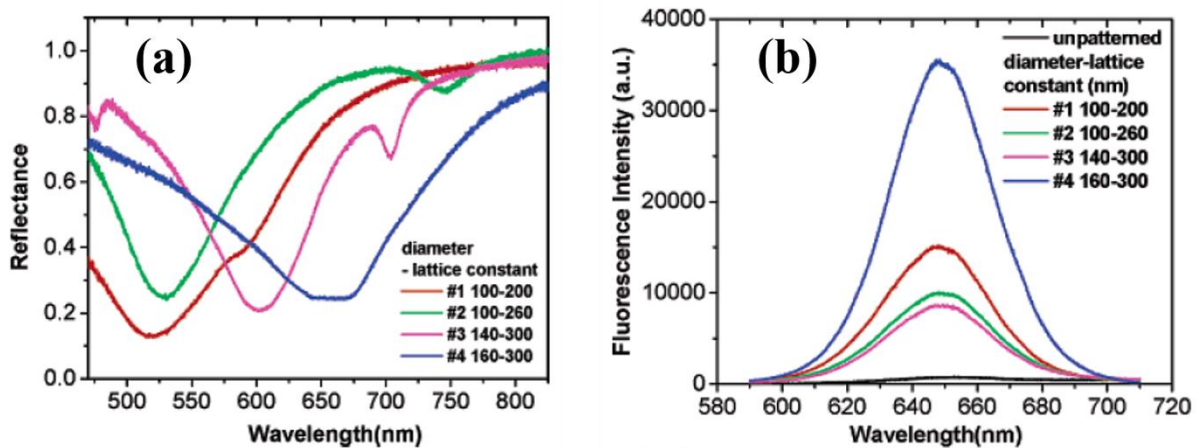 (a)
1.0
0.8
0.6
0.4
0.2
0.0
Reflectance
diameter
- lattice constant
#1 100-200
#2 100-260
#3 140-300
#4 160-300
500 550 600 650 700 750 800
Wavelength(nm)
(b)
40000
30000
20000
10000
0
Fluorescence Intensity (a.u.)
unpatterned
diameter-lattice
constant (nm)
#1 100-200
#2 100-260
#3 140-300
#4 160-300
580 600 620 640 660 680 700 720
Wavelength(nm)